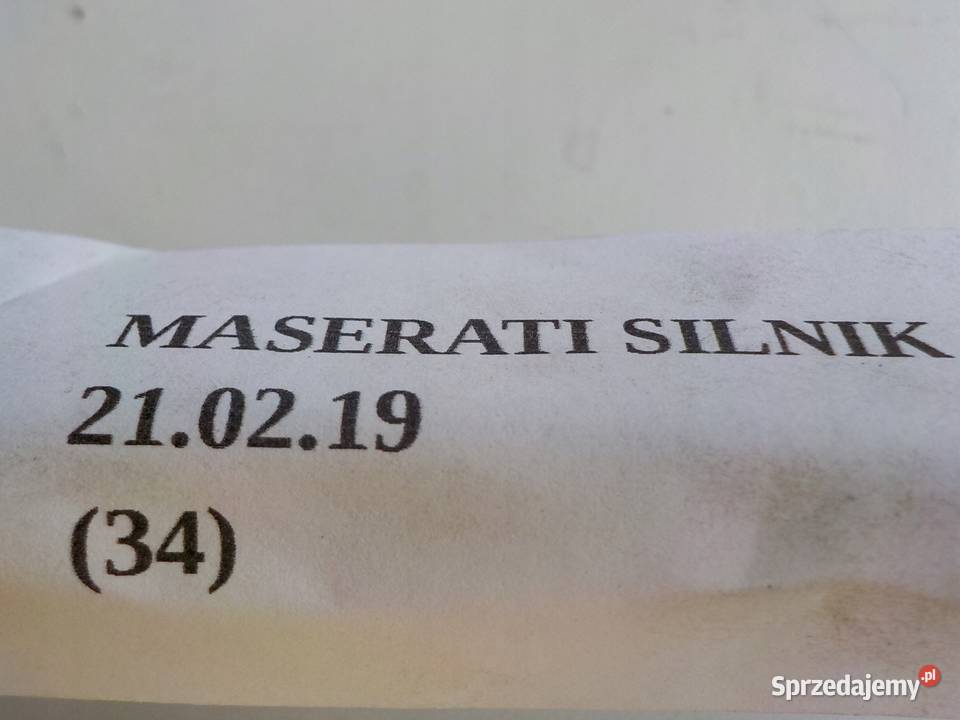 MASERATI SILNIK
21.02.19
(34)
Sprzedajemy.pl